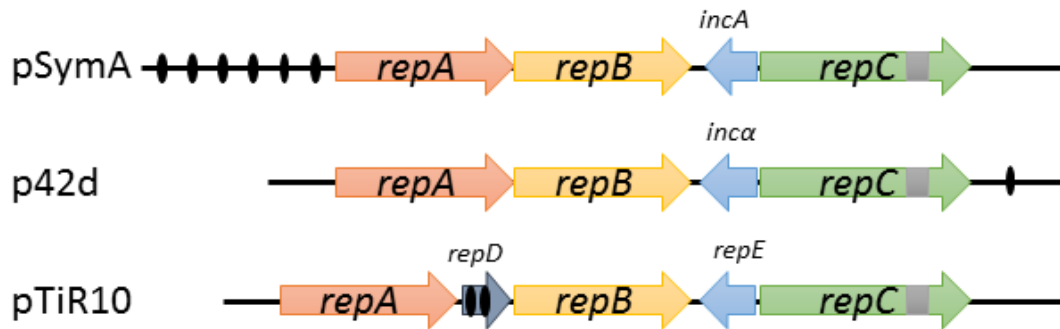 incA
pSymA repA repB repC
incα
p42d repA repB repC
repD repE
pTiR10 repA repB repC